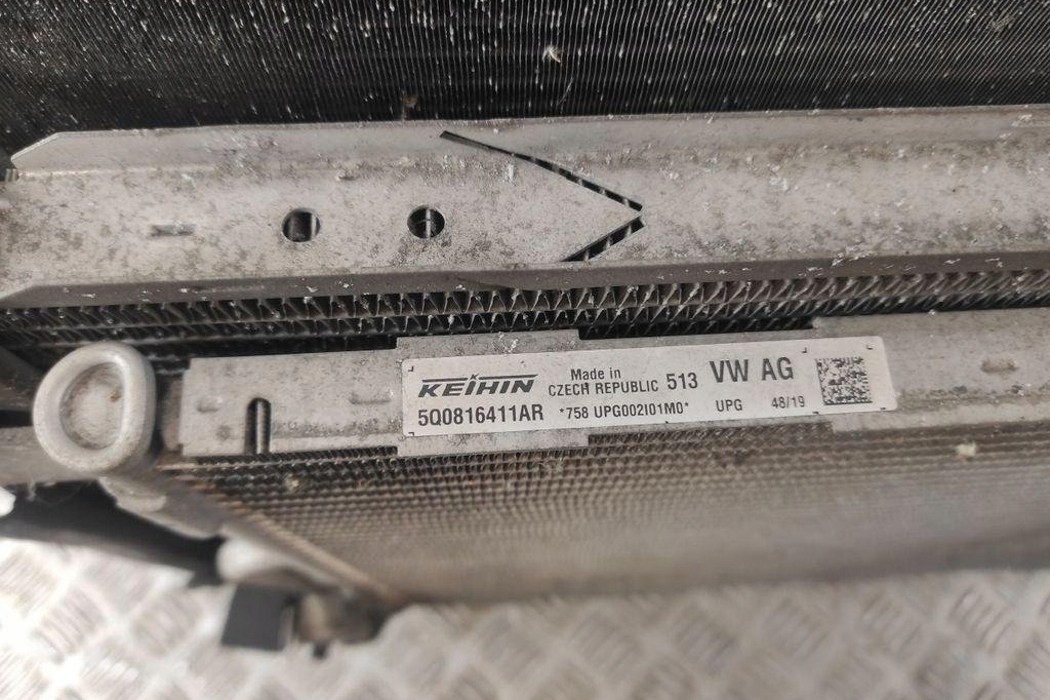 KEIHIN Made in CZECH REPUBLIC 513 VW AG
5Q0816411AR *758 UPG002I01M0* UPG 48/19